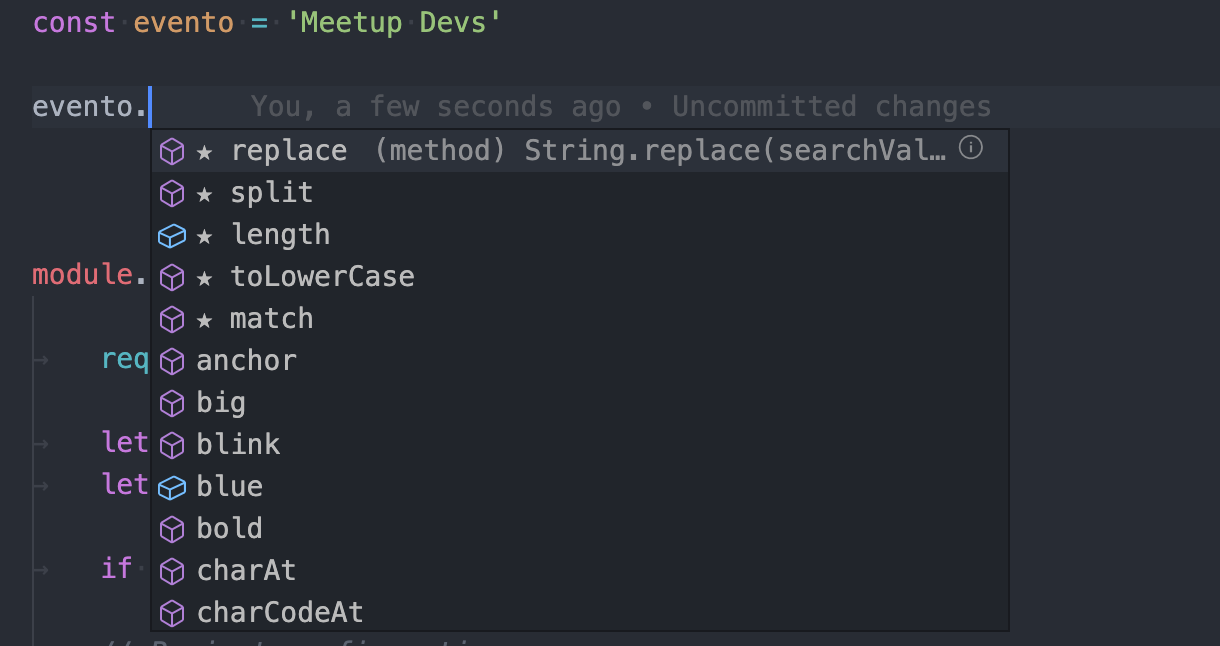 const evento = 'Meetup Devs'
evento. You, a few seconds ago • Uncommitted changes
★ replace (method) String.replace(searchVal… 
★ split
★ length
module.
★ toLowerCase
★ match
req
anchor
big
let
blink
let
blue
bold
if
charAt
charCodeAt